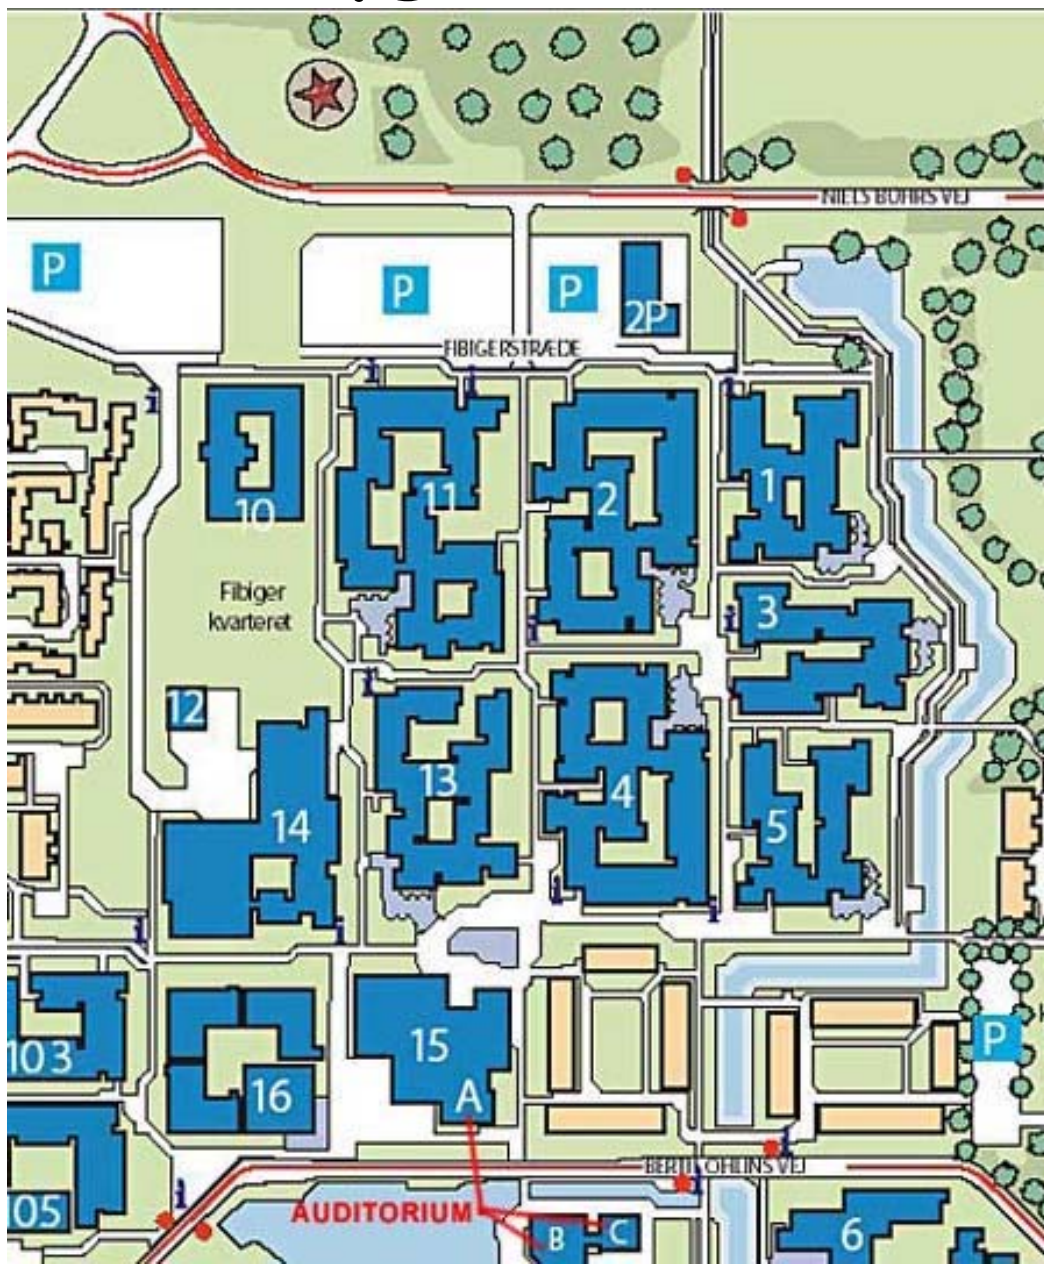 NIELS BOHRS VEJ
P
P
P
2P
FIBIGERSTRÆDE
i
i
i
i
10
11
2
1
Fibiger
kvarteret
3
i
i
i
12
13
4
5
14
i
i
i
i
103
16
15
A
P
i
BERTIL OHLINS VEJ
i
i
105
AUDITORIUM
B
C
6